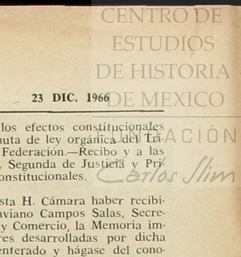 CENTRO DE
ESTUDIOS
DE HISTORIA
23 DIC. 1966
DE MEXICO
los efectos constitucionales
nuta de ley orgánica del Tri-
Federación.—Recibo y a las
Segunda de Justicia y Pri-
onstitucionales.
FUNDACIÓN
Carlos Slim
sta H. Cámara haber recibi-
aviano Campos Salas, Secre-
y Comercio, la Memoria im-
res desarrolladas por dicha
enterado y hágase del cono-